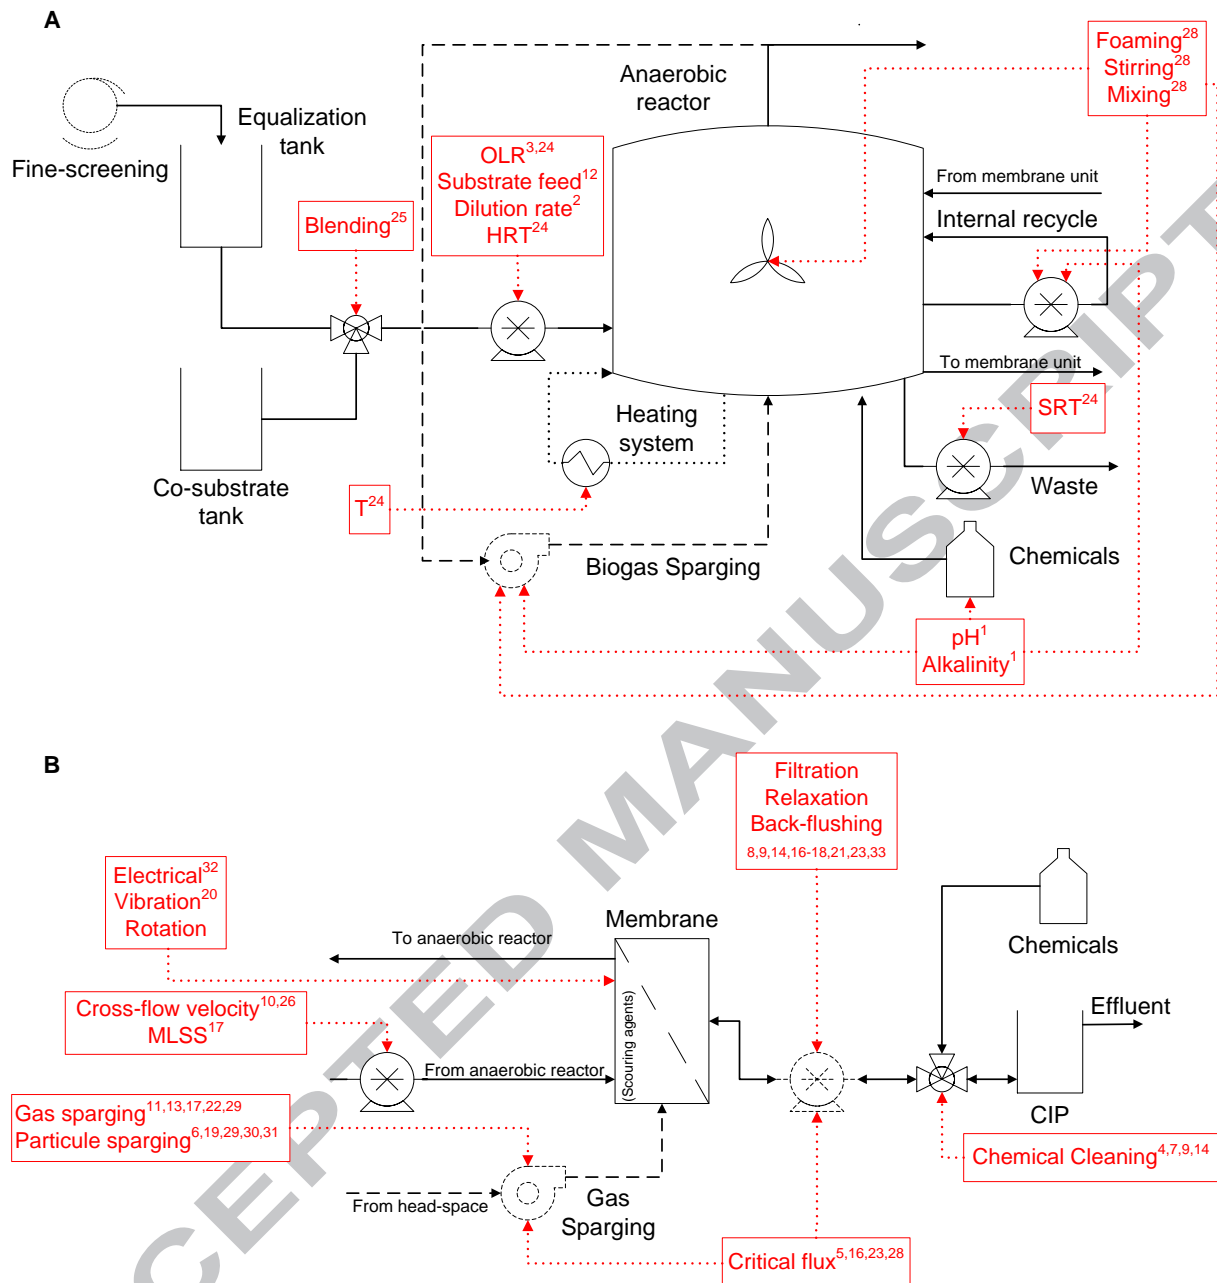 A
Foaming28
Stirring28
Mixing28
Anaerobic
reactor
Equalization
tank
Fine-screening
OLR3,24
Substrate feed12
Dilution rate2
HRT24
From membrane unit
Internal recycle
Blending25
To membrane unit
SRT24
Heating
system
Co-substrate
tank
T24
Waste
Biogas Sparging
Chemicals
pH1
Alkalinity1
B
Filtration
Relaxation
Back-flushing
8,9,14,16-18,21,23,33
Electrical32
Vibration20
Rotation
Membrane
To anaerobic reactor
Chemicals
Cross-flow velocity10,26
MLSS17
(Scouring agents)
Effluent
From anaerobic reactor
CIP
Gas sparging11,13,17,22,29
Particule sparging6,19,29,30,31
Chemical Cleaning4,7,9,14
From head-space
Gas
Sparging
Critical flux5,16,23,28
CEPTED MANUSCRIPT